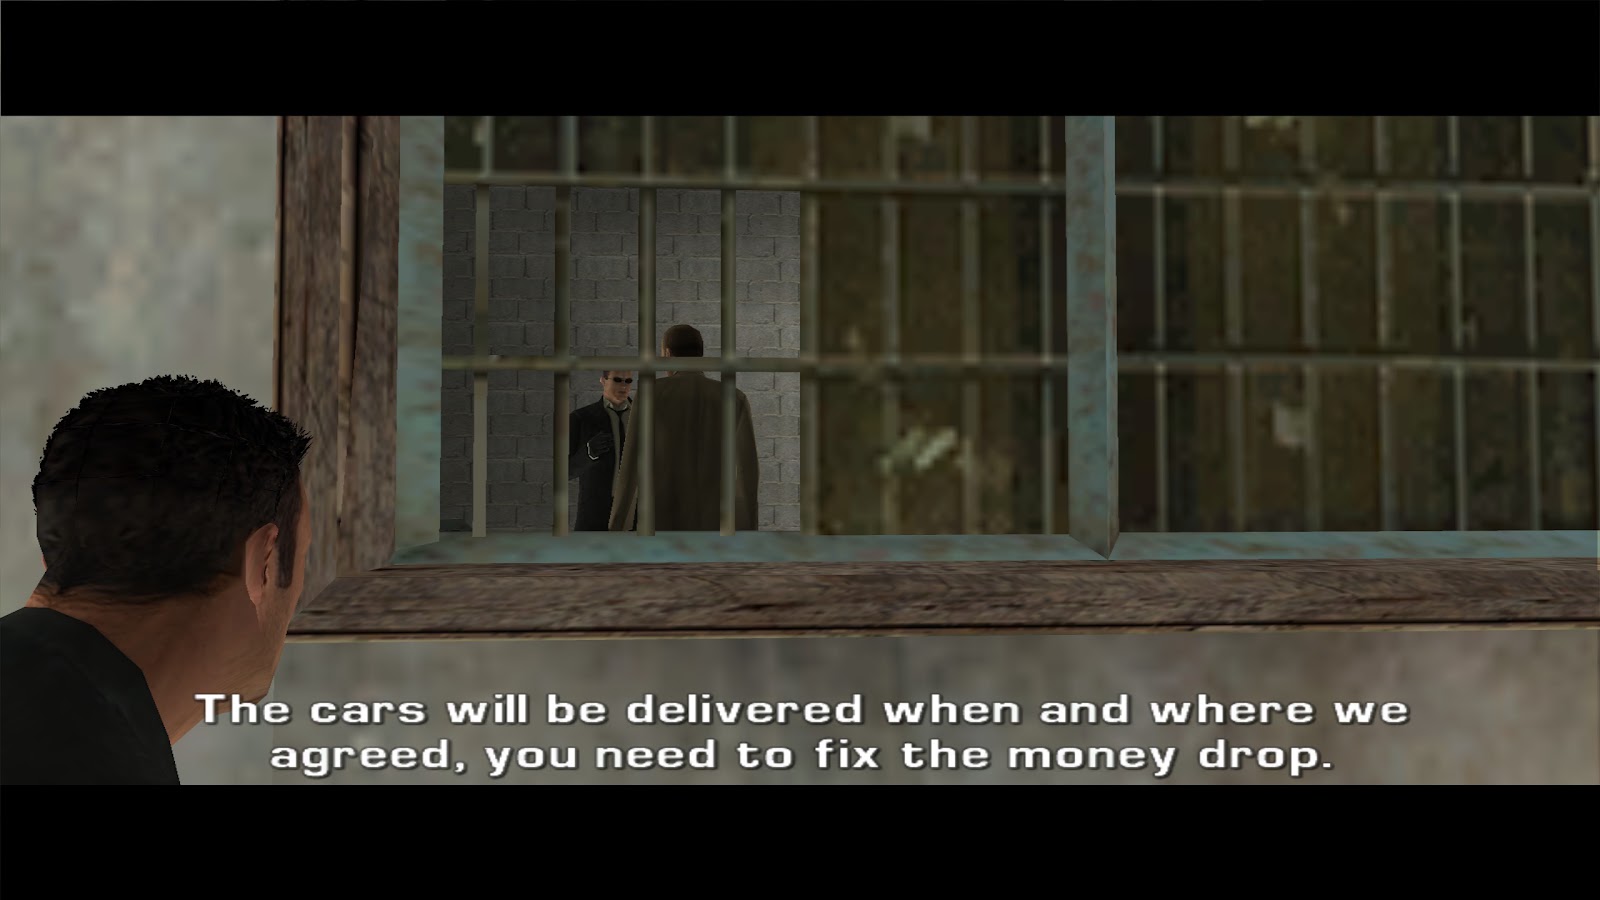 The cars will be delivered when and where we
agreed, you need to fix the money drop.